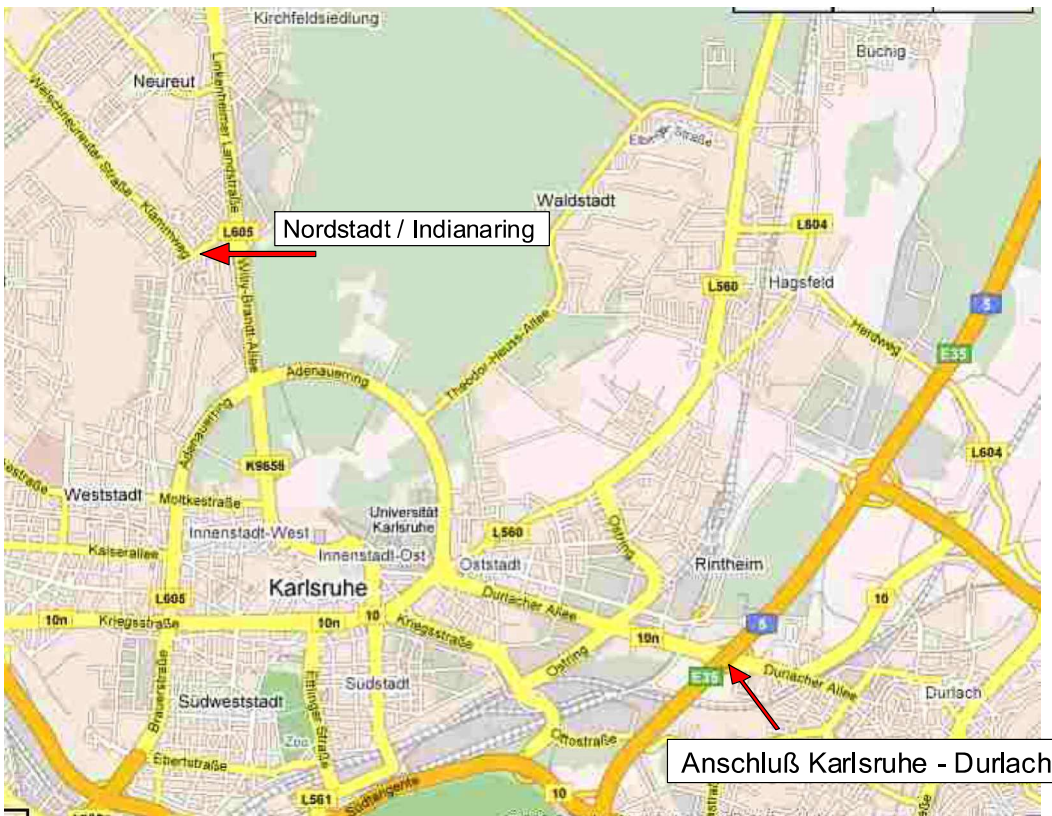 Kirchfeldsiedlung
Büchig
Neureut
Linkenheimer Landstraße
Welschneureuter Straße - Klammweg
Waldstadt
L605
Nordstadt / Indianaring
L604
Willy-Brandt-Allee
L560
Hagsfeld
5
Herdweg
E35
Adenauerring
Theodor-Heuss-Allee
Adenauerring
K9656
L604
Weststadt
Moltkestraße
Universität
Karlsruhe
Innenstadt-West
L560
Ostring
Kaiserallee
Innenstadt-Ost
Oststadt
Rintheim
Karlsruhe
Durlacher Allee
L605
10
10n
Kriegsstraße
10n
10
Kriegsstraße
10n
5
Ostring
E35
Durlacher Allee
Südstadt
Durlach
Südweststadt
Brauerstraße
Ettlinger Straße
Zoo
Ottostraße
Ebertstraße
Anschluß Karlsruhe - Durlach
Südtangente
L561
10